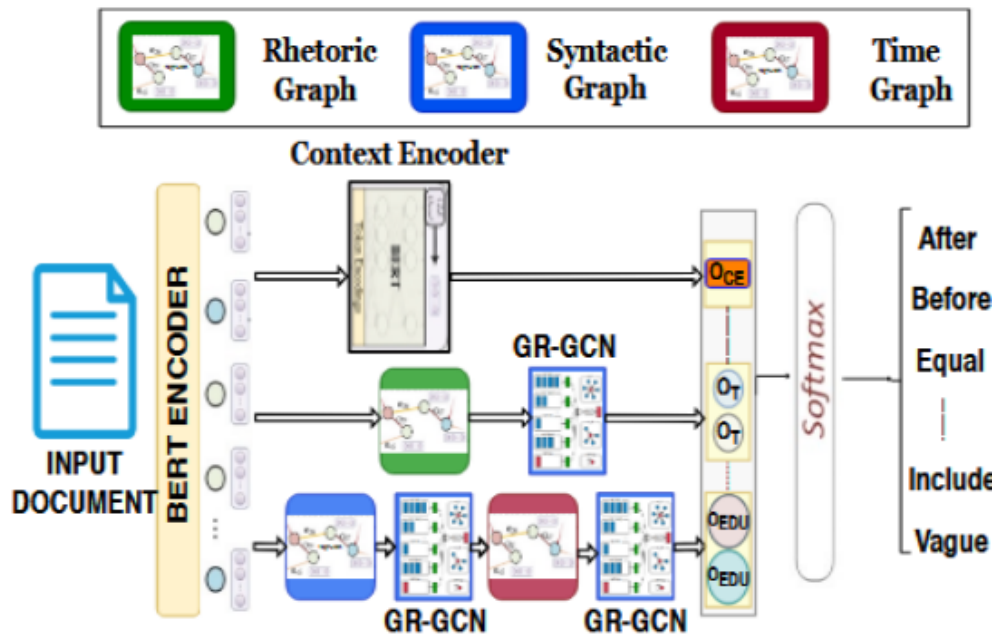 Rhetoric
Graph
Syntactic
Graph
Time
Graph
Context Encoder
INPUT
DOCUMENT
BERT ENCODER
...
BERT
GR-GCN
GR-GCN
GR-GCN
OCE
OT
OT
OEDU
OEDU
Softmax
After
Before
Equal
Include
Vague